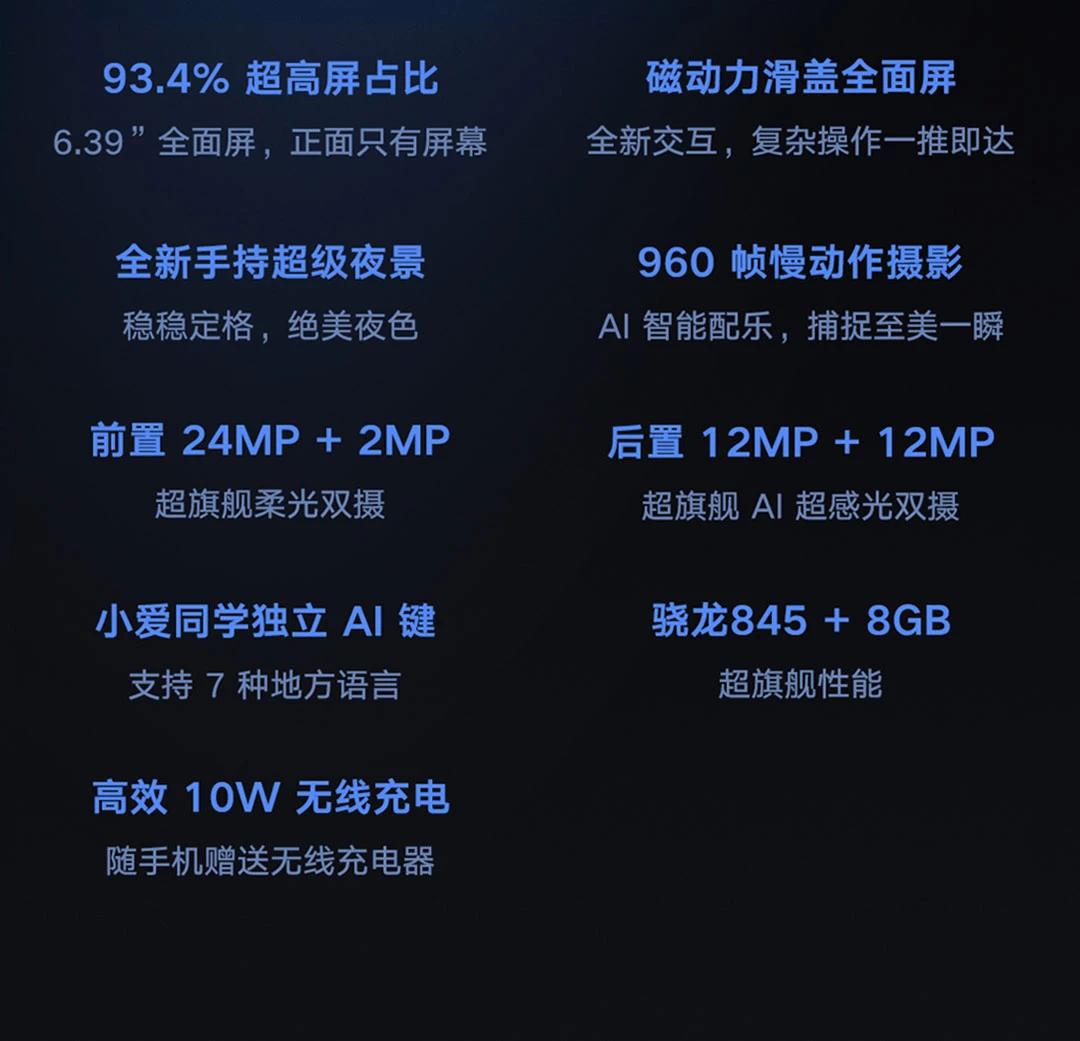 93.4% 超高屏占比
6.39” 全面屏，正面只有屏幕
磁动力滑盖全面屏
全新交互，复杂操作一推即达
全新手持超级夜景
稳稳定格，绝美夜色
960 帧慢动作摄影
AI 智能配乐，捕捉至美一瞬
前置 24MP + 2MP
超旗舰柔光双摄
后置 12MP + 12MP
超旗舰 AI 超感光双摄
小爱同学独立 AI 键
支持 7 种地方语言
骁龙845 + 8GB
超旗舰性能
高效 10W 无线充电
随手机赠送无线充电器